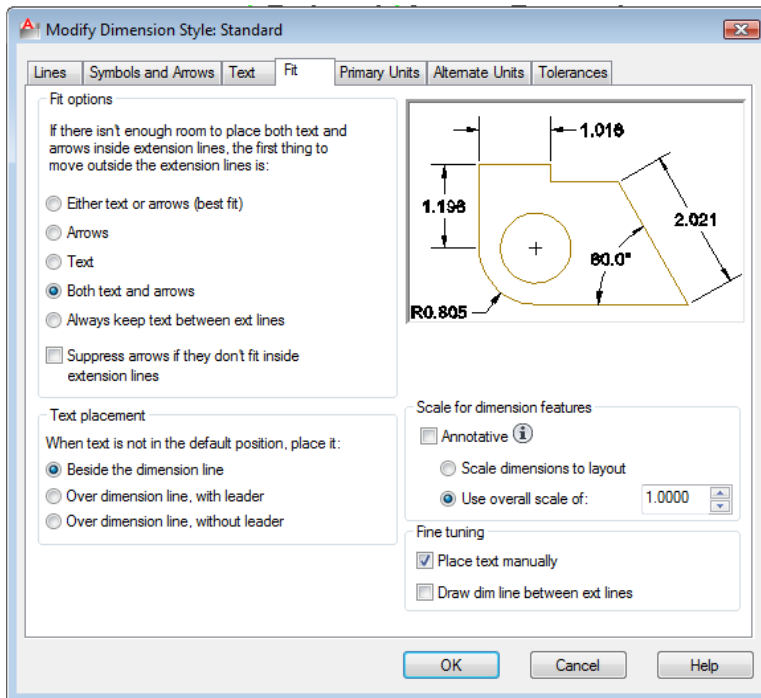 Modify Dimension Style: Standard
Lines Symbols and Arrows Text Fit Primary Units Alternate Units Tolerances
Fit options
If there isn't enough room to place both text and
arrows inside extension lines, the first thing to
move outside the extension lines is:
Either text or arrows (best fit)
Arrows
Text
Both text and arrows
Always keep text between ext lines
Suppress arrows if they don't fit inside
extension lines
Text placement
When text is not in the default position, place it:
Beside the dimension line
Over dimension line, with leader
Over dimension line, without leader
1.018
1.198
2.021
60.0°
R0.805
Scale for dimension features
Annotative
Scale dimensions to layout
Use overall scale of: 1.0000
Fine tuning
Place text manually
Draw dim line between ext lines
OK Cancel Help